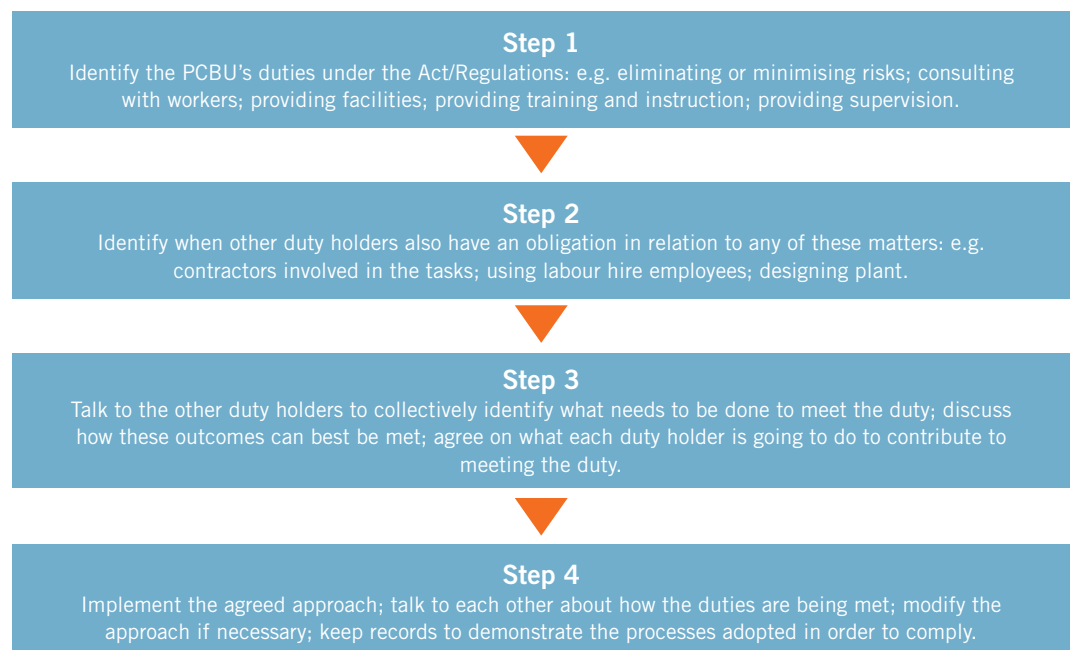 Step 1
Identify the PCBU’s duties under the Act/Regulations: e.g. eliminating or minimising risks; consulting
with workers; providing facilities; providing training and instruction; providing supervision.
Step 2
Identify when other duty holders also have an obligation in relation to any of these matters: e.g.
contractors involved in the tasks; using labour hire employees; designing plant.
Step 3
Talk to the other duty holders to collectively identify what needs to be done to meet the duty; discuss
how these outcomes can best be met; agree on what each duty holder is going to do to contribute to
meeting the duty.
Step 4
Implement the agreed approach; talk to each other about how the duties are being met; modify the
approach if necessary; keep records to demonstrate the processes adopted in order to comply.